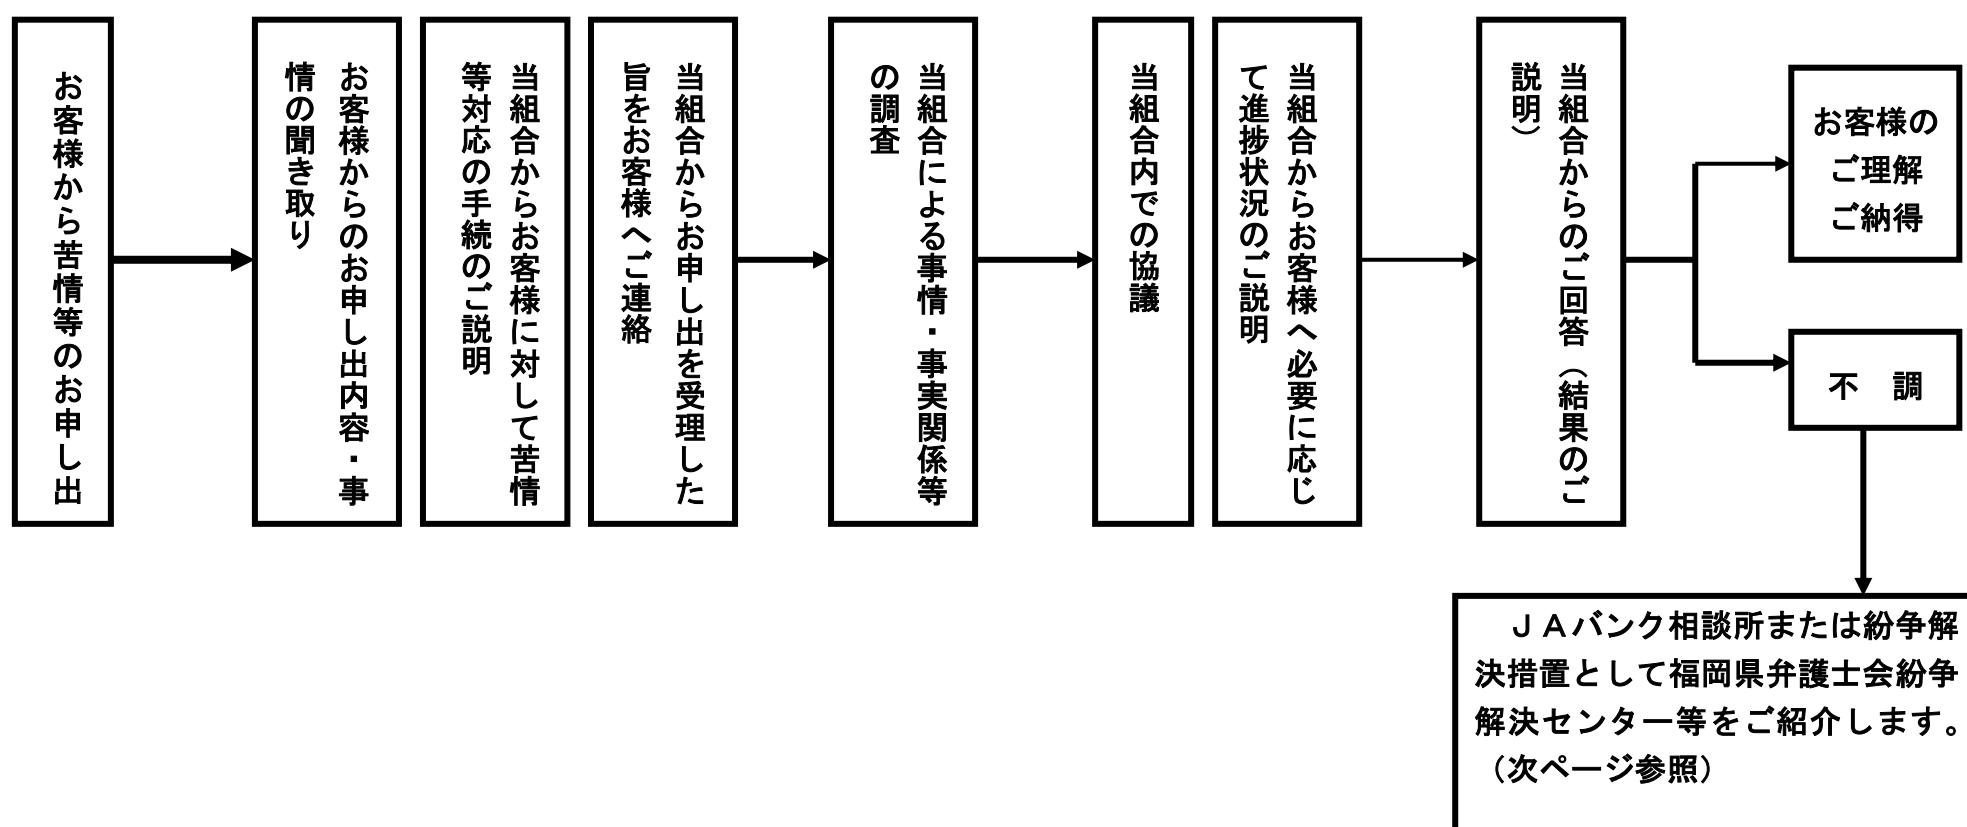 お客様から苦情等のお申し出
お客様からのお申し出内容・事
情の聞き取り
当組合からお客様に対して苦情
等対応の手続のご説明
当組合からお申し出を受理した
旨をお客様へご連絡
当組合による事情・事実関係等
の調査
当組合内での協議
当組合からお客様へ必要に応じ
て進捗状況のご説明
当組合からのご回答（結果のご
説明）
お客様の
ご理解
ご納得
不　調
ＪＡバンク相談所または紛争解
決措置として福岡県弁護士会紛争
解決センター等をご紹介します。
（次ページ参照）